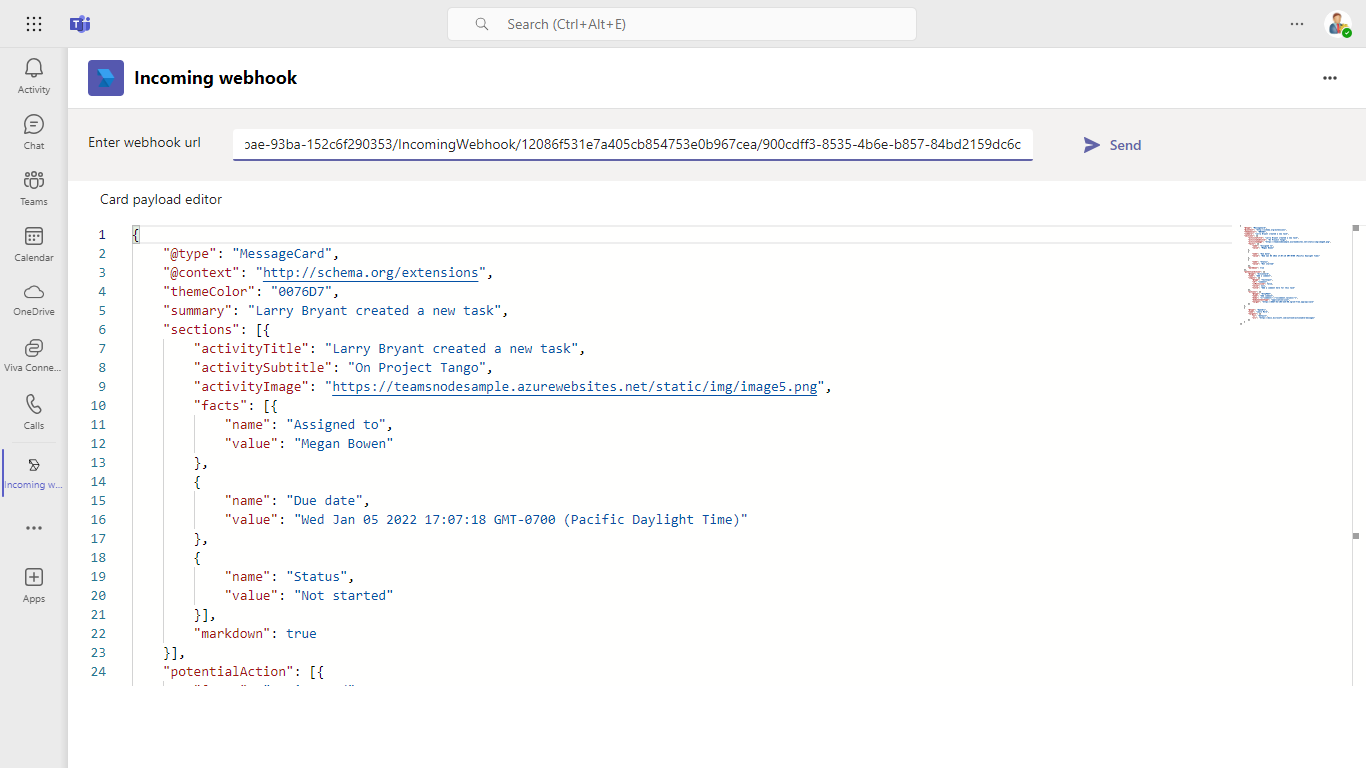 Search (Ctrl+Alt+E)
Activity
Chat
Teams
Calendar
OneDrive
Viva Conne...
Calls
Incoming w...
Apps
Incoming webhook
Enter webhook url
bae-93ba-152c6f290353/IncomingWebhook/12086f531e7a405cb854753e0b967cea/900cdff3-8535-4b6e-b857-84bd2159dc6c
Send
Card payload editor
1 {
2 "@type": "MessageCard",
3 "@context": "http://schema.org/extensions",
4 "themeColor": "0076D7",
5 "summary": "Larry Bryant created a new task",
6 "sections": [{
7 "activityTitle": "Larry Bryant created a new task",
8 "activitySubtitle": "On Project Tango",
9 "activityImage": "https://teamsnodesample.azurewebsites.net/static/img/image5.png",
10 "facts": [{
11 "name": "Assigned to",
12 "value": "Megan Bowen"
13 },
14 {
15 "name": "Due date",
16 "value": "Wed Jan 05 2022 17:07:18 GMT-0700 (Pacific Daylight Time)"
17 },
18 {
19 "name": "Status",
20 "value": "Not started"
21 }],
22 "markdown": true
23 }],
24 "potentialAction": [{